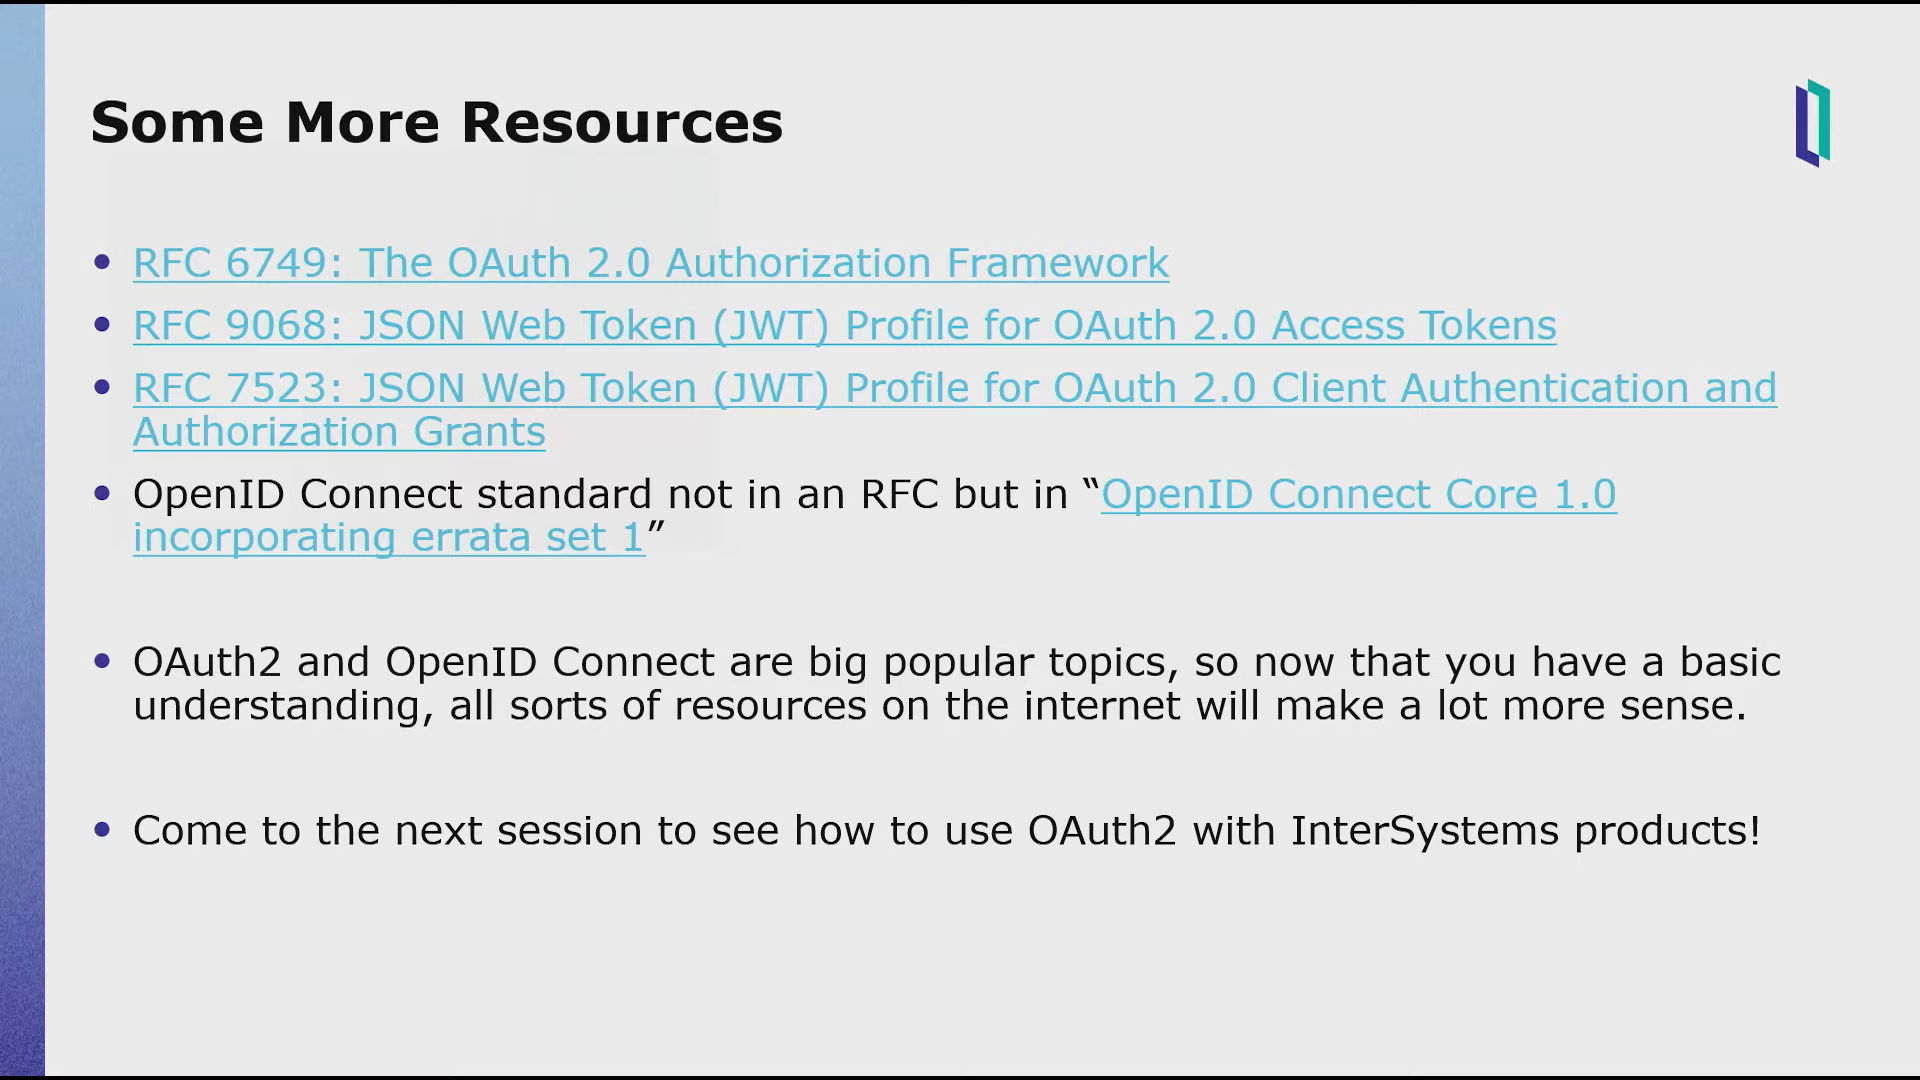 Some More Resources
• RFC 6749: The OAuth 2.0 Authorization Framework
• RFC 9068: JSON Web Token (JWT) Profile for OAuth 2.0 Access Tokens
• RFC 7523: JSON Web Token (JWT) Profile for OAuth 2.0 Client Authentication and
Authorization Grants
• OpenID Connect standard not in an RFC but in “OpenID Connect Core 1.0
incorporating errata set 1”
• OAuth2 and OpenID Connect are big popular topics, so now that you have a basic
understanding, all sorts of resources on the internet will make a lot more sense.
• Come to the next session to see how to use OAuth2 with InterSystems products!